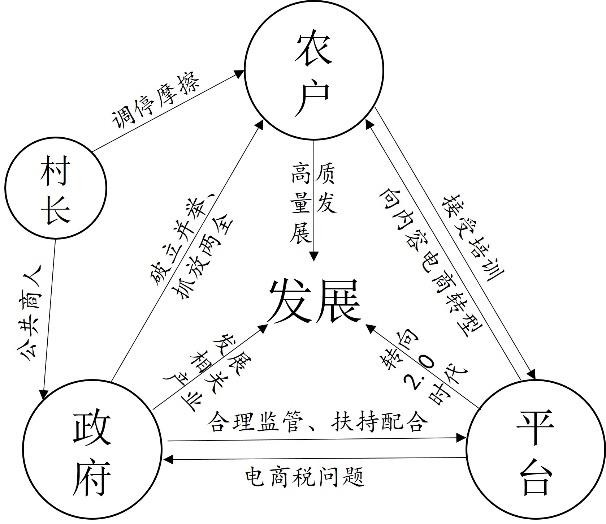 农户
调停摩擦
村长
高质量发展
破立并举、
抓放两全
接受培训
向内容电商转型
公共商人
发展
发展
相关
产业
转向
2.0
时代
政府
合理监管、扶持配合
电商税问题
平台